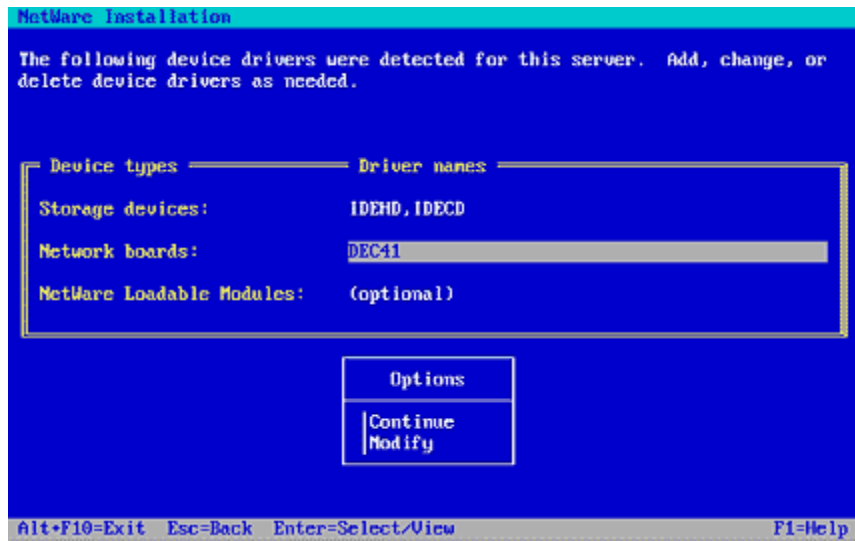 NetWare Installation
The following device drivers were detected for this server. Add, change, or
delete device drivers as needed.
Device types Driver names
Storage devices: IDEHD,IDECD
Network boards: DEC41
NetWare Loadable Modules: (optional)
Options
Continue
Modify
Alt+F10=Exit Esc=Back Enter=Select/View F1=Help